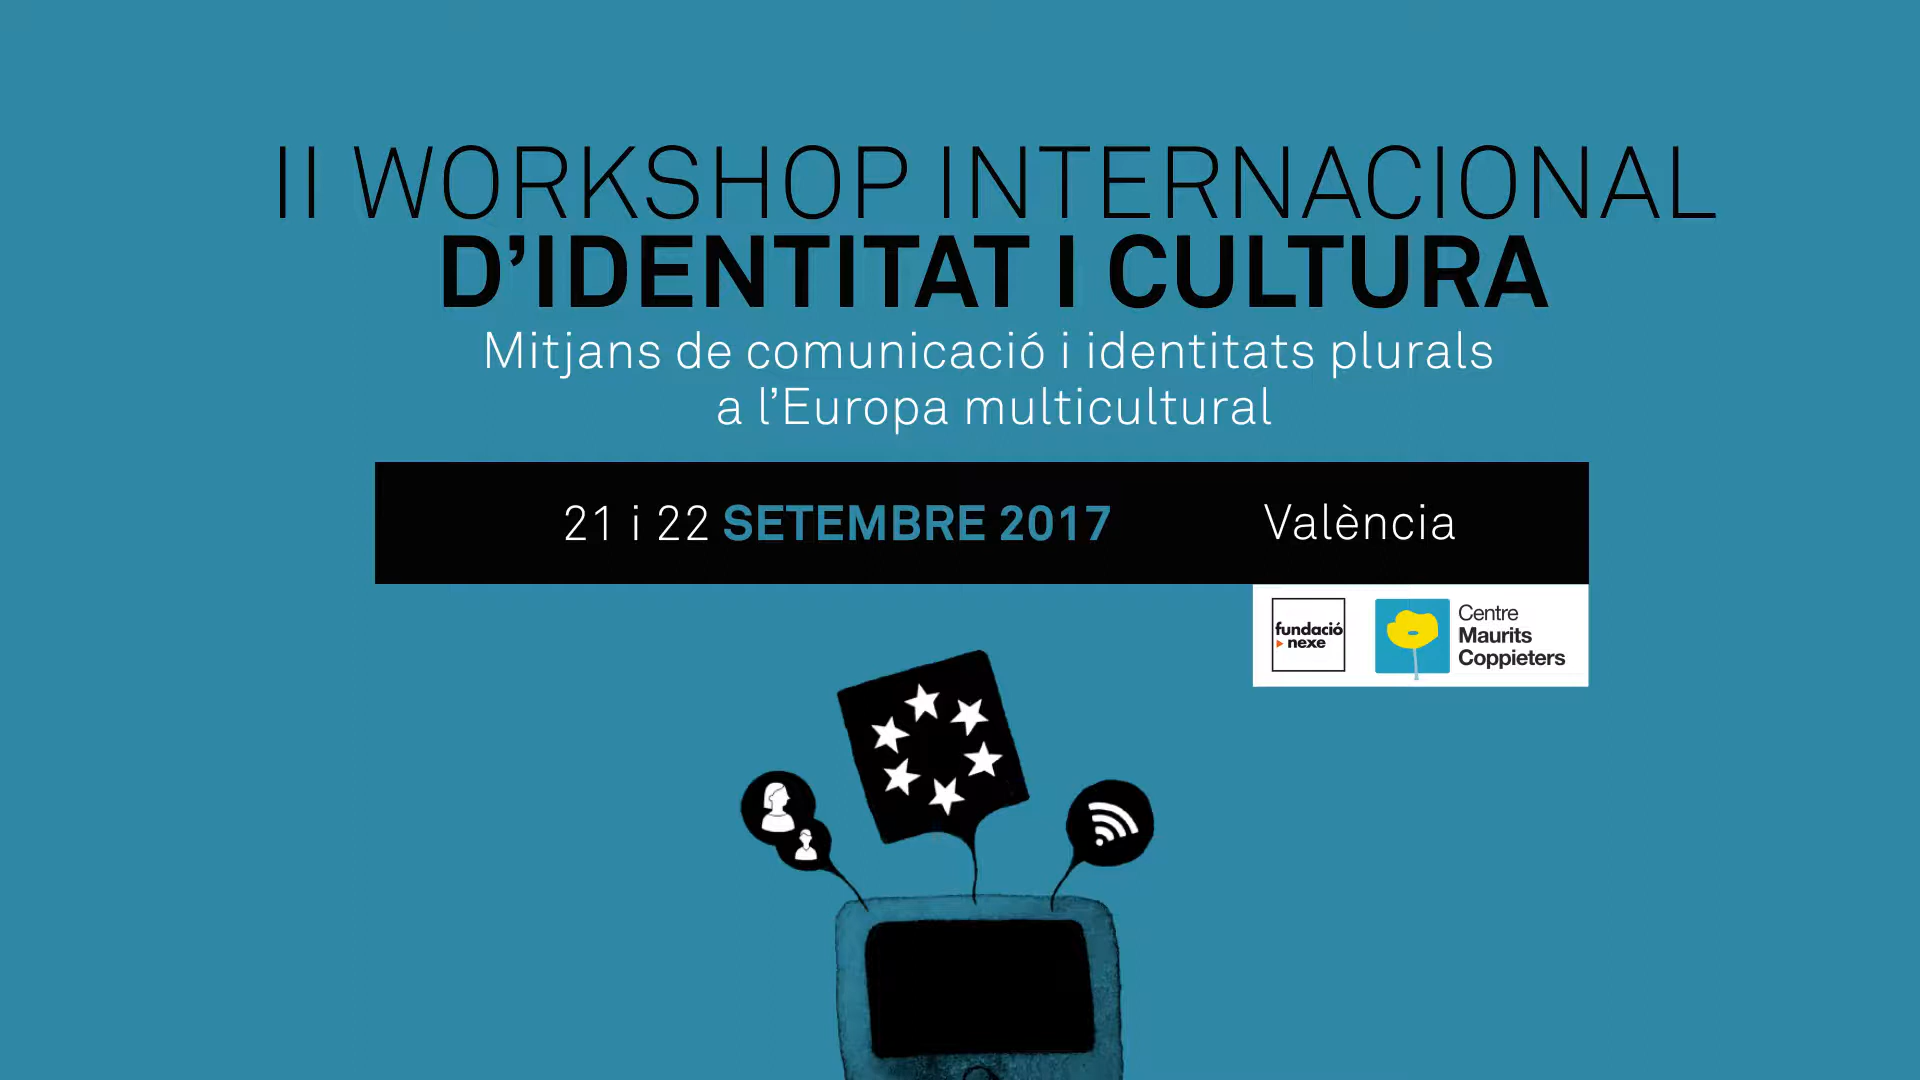 II WORKSHOP INTERNACIONAL
D’IDENTITAT I CULTURA
Mitjans de comunicació i identitats plurals
a l’Europa multicultural
21 i 22 SETEMBRE 2017
València
fundació
nexe
Centre
Maurits
Coppieters